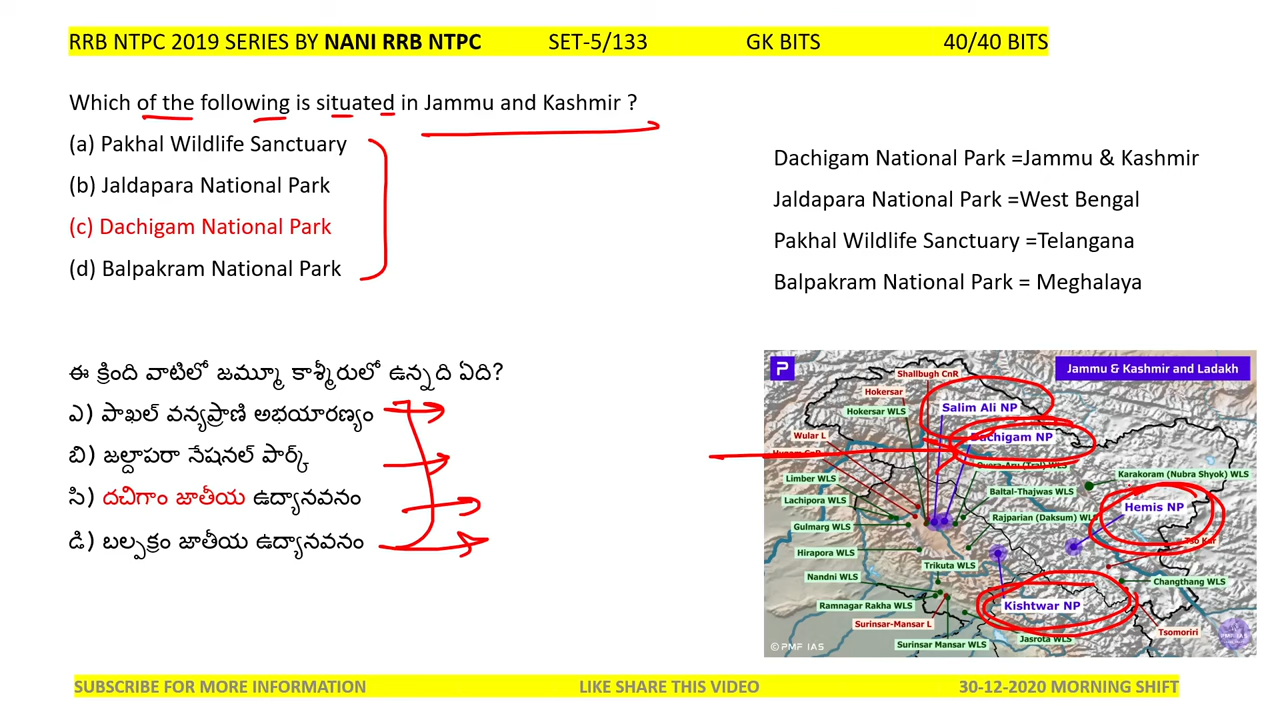 RRB NTPC 2019 SERIES BY NANI RRB NTPC SET-5/133 GK BITS 40/40 BITS
Which of the following is situated in Jammu and Kashmir ?
(a) Pakhal Wildlife Sanctuary
(b) Jaldapara National Park
(c) Dachigam National Park
(d) Balpakram National Park
Dachigam National Park =Jammu & Kashmir
Jaldapara National Park =West Bengal
Pakhal Wildlife Sanctuary =Telangana
Balpakram National Park = Meghalaya
ఈ క్రింది వాటిలో జమ్మూ కాశ్మీరులో ఉన్నది ఏది?
ఎ) పాఖల్ వన్యప్రాణి అభయారణ్యం
బి) జల్దాపరా నేషనల్ పార్క్
సి) దచిగాం జాతీయ ఉద్యానవనం
డి) బల్పక్రం జాతీయ ఉద్యానవనం
P
Jammu & Kashmir and Ladakh
Shallbugh CnR
Hokersar
Salim Ali NP
Hokersar WLS
Wular L
Dachigam NP
Limber WLS
Karakoram (Nubra Shyok) WLS
Lachipora WLS
Baltal-Thajwas WLS
Hemis NP
Gulmarg WLS
Rajparian (Daksum) WLS
Tso Kar
Hirapora WLS
Trikuta WLS
Nandni WLS
Changthang WLS
Ramnagar Rakha WLS
Kishtwar NP
Surinsar-Mansar L
Tsomoriri
Surinsar Mansar WLS
Jasrota WLS
© PMF IAS
PMF IAS
SUBSCRIBE FOR MORE INFORMATION LIKE SHARE THIS VIDEO 30-12-2020 MORNING SHIFT